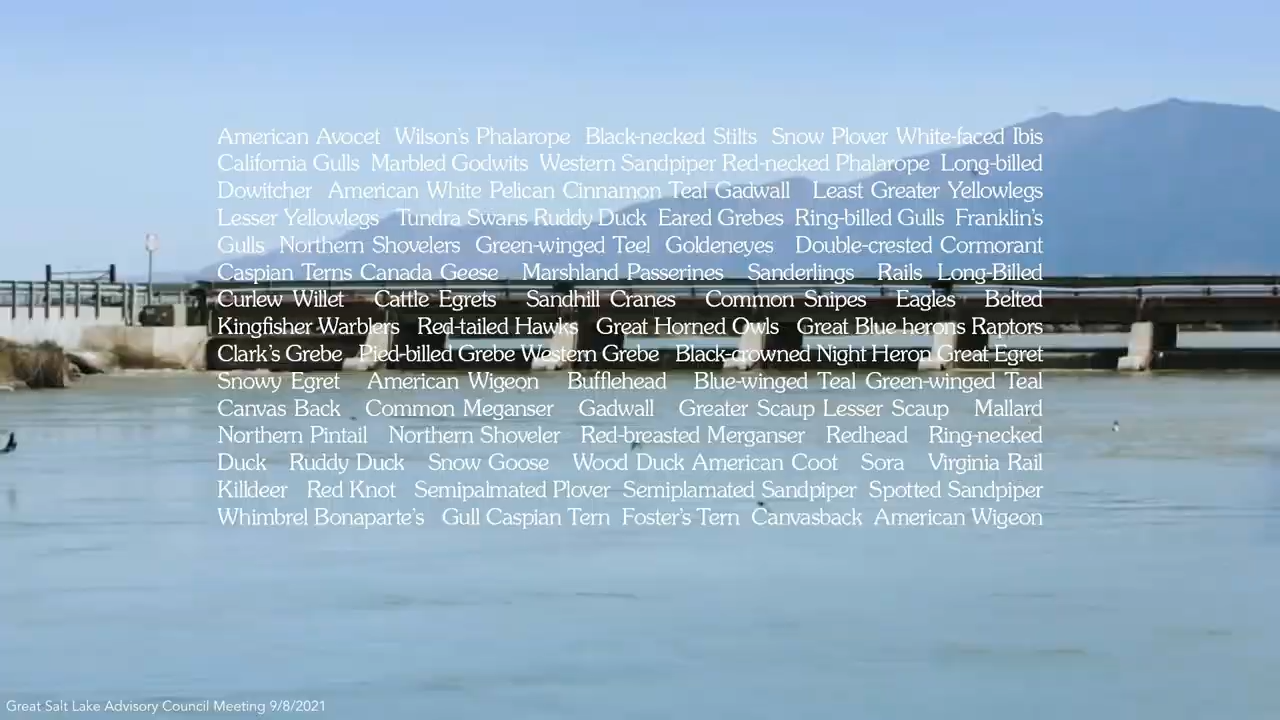 American Avocet Wilson's Phalarope Black-necked Stilts Snow Plover White-faced Ibis
California Gulls Marbled Godwits Western Sandpiper Red-necked Phalarope Long-billed
Dowitcher American White Pelican Cinnamon Teal Gadwall Least Greater Yellowlegs
Lesser Yellowlegs Tundra Swans Ruddy Duck Eared Grebes Ring-billed Gulls Franklin's
Gulls Northern Shovelers Green-winged Teel Goldeneyes Double-crested Cormorant
Caspian Terns Canada Geese Marshland Passerines Sanderlings Rails Long-Billed
Curlew Willet Cattle Egrets Sandhill Cranes Common Snipes Eagles Belted
Kingfisher Warblers Red-tailed Hawks Great Horned Owls Great Blue herons Raptors
Clark's Grebe Pied-billed Grebe Western Grebe Black-crowned Night Heron Great Egret
Snowy Egret American Wigeon Bufflehead Blue-winged Teal Green-winged Teal
Canvas Back Common Meganser Gadwall Greater Scaup Lesser Scaup Mallard
Northern Pintail Northern Shoveler Red-breasted Merganser Redhead Ring-necked
Duck Ruddy Duck Snow Goose Wood Duck American Coot Sora Virginia Rail
Killdeer Red Knot Semipalmated Plover Semiplamated Sandpiper Spotted Sandpiper
Whimbrel Bonaparte's Gull Caspian Tern Foster's Tern Canvasback American Wigeon
Great Salt Lake Advisory Council Meeting 9/8/2021